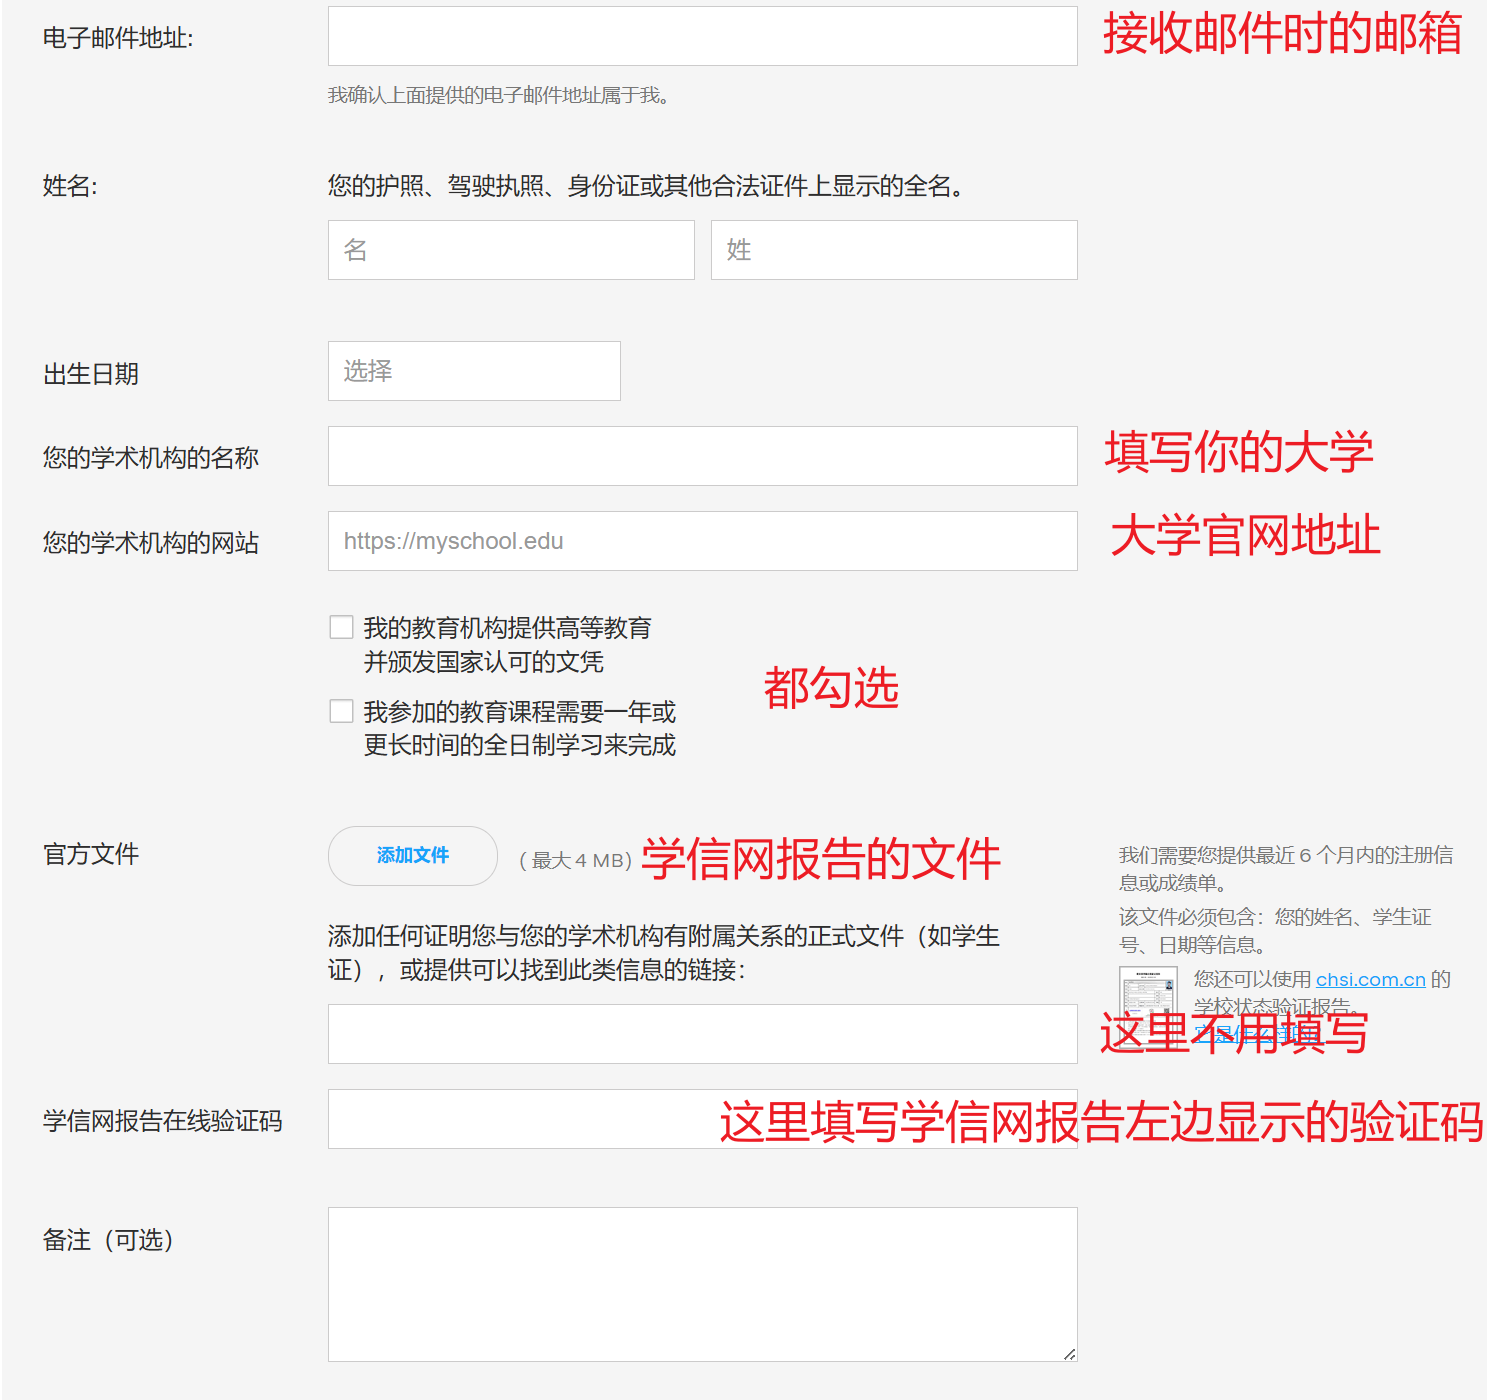 电子邮件地址:
接收邮件时的邮箱
我确认上面提供的电子邮件地址属于我。
姓名:
您的护照、驾驶执照、身份证或其他合法证件上显示的全名。
名
姓
出生日期
选择
您的学术机构的名称
填写你的大学
您的学术机构的网站
https://myschool.edu
大学官网地址
我的教育机构提供高等教育
并颁发国家认可的文凭
我参加的教育课程需要一年或
更长时间的全日制学习来完成
都勾选
官方文件
添加文件
（最大 4 MB）
学信网报告的文件
我们需要您提供最近 6 个月内的注册信
息或成绩单。
该文件必须包含：您的姓名、学生证
号、日期等信息。
您还可以使用 chsi.com.cn 的
学校状态验证报告。
添加任何证明您与您的学术机构有附属关系的正式文件（如学生
证），或提供可以找到此类信息的链接：
这里不用填写
学信网报告在线验证码
这里填写学信网报告左边显示的验证码
备注（可选）